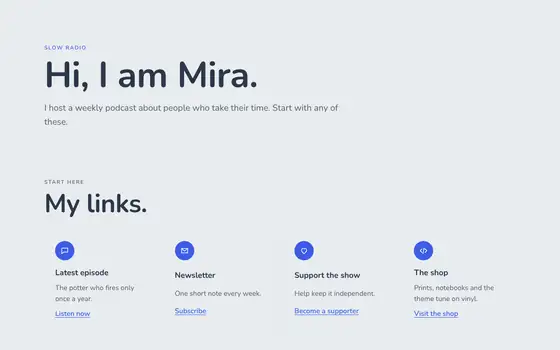 SLOW RADIO
Hi, I am Mira.
I host a weekly podcast about people who take their time. Start with any of
these.
START HERE
My links.
Latest episode
The potter who fires only
once a year.
Listen now
Newsletter
One short note every week.
Subscribe
Support the show
Help keep it independent.
Become a supporter
The shop
Prints, notebooks and the
theme tune on vinyl.
Visit the shop